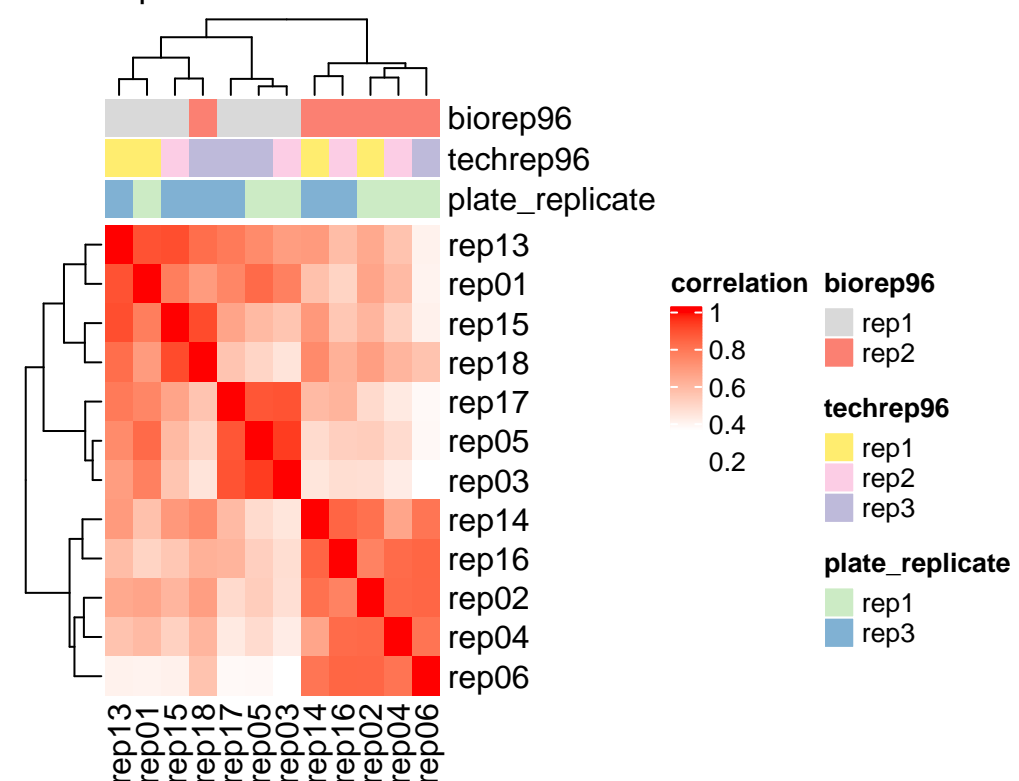 biorep96
techrep96
plate_replicate
rep13
rep01
rep15
rep18
rep17
rep05
rep03
rep14
rep16
rep02
rep04
rep06
rep13
rep01
rep15
rep18
rep17
rep05
rep03
rep14
rep16
rep02
rep04
rep06
correlation
1
0.8
0.6
0.4
0.2
biorep96
rep1
rep2
techrep96
rep1
rep2
rep3
plate_replicate
rep1
rep3